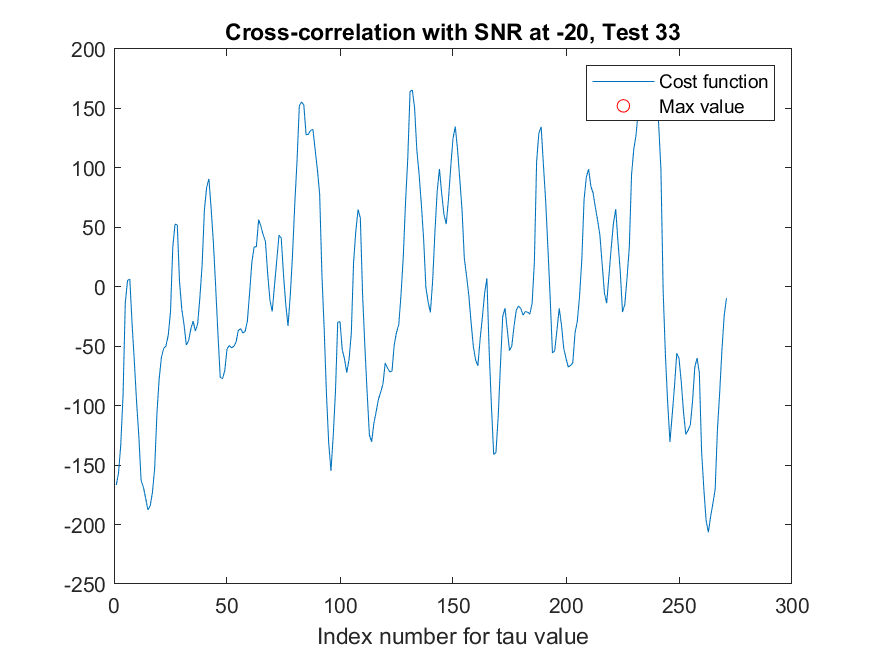 Cross-correlation with SNR at -20, Test 33
200
150
100
50
0
-50
-100
-150
-200
-250
Cost function
Max value
0 50 100 150 200 250 300
Index number for tau value